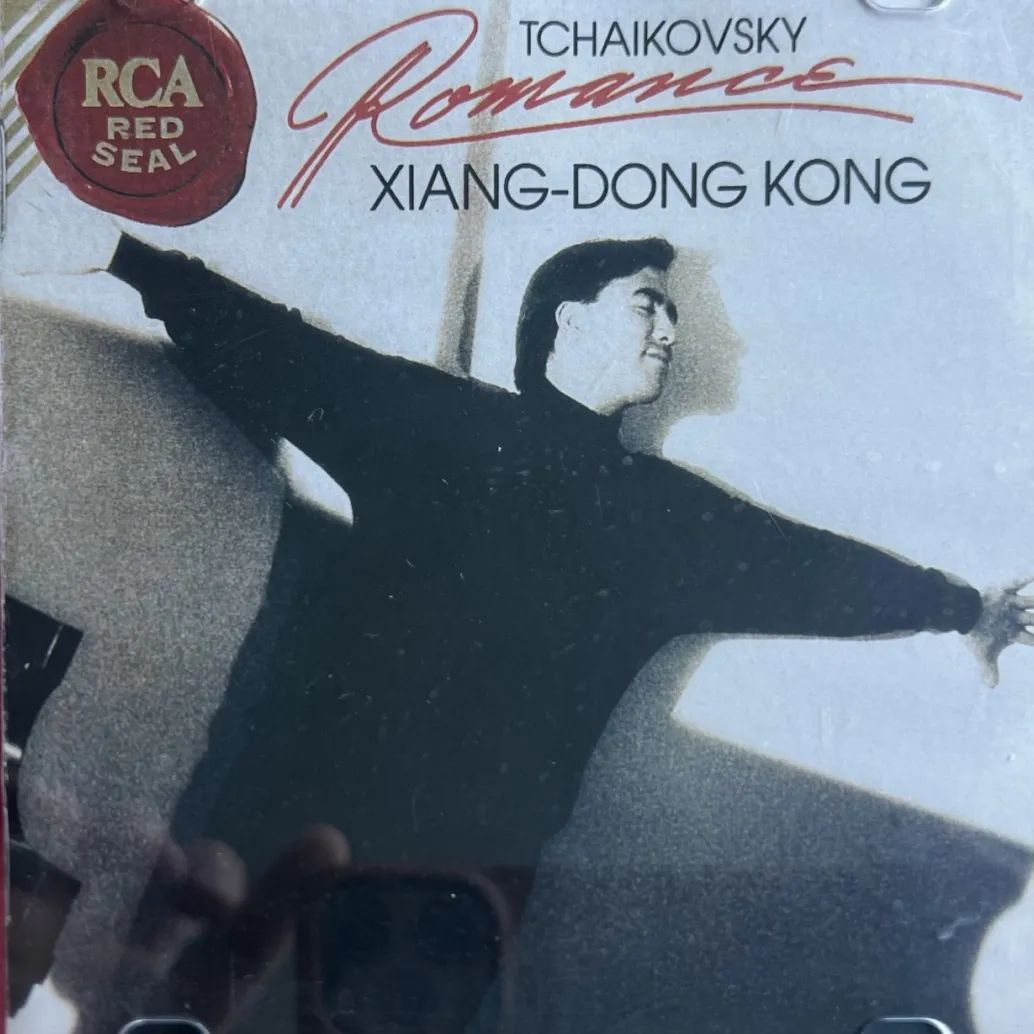 RCA
RED
SEAL
TCHAIKOVSKY
Romance
XIANG-DONG KONG